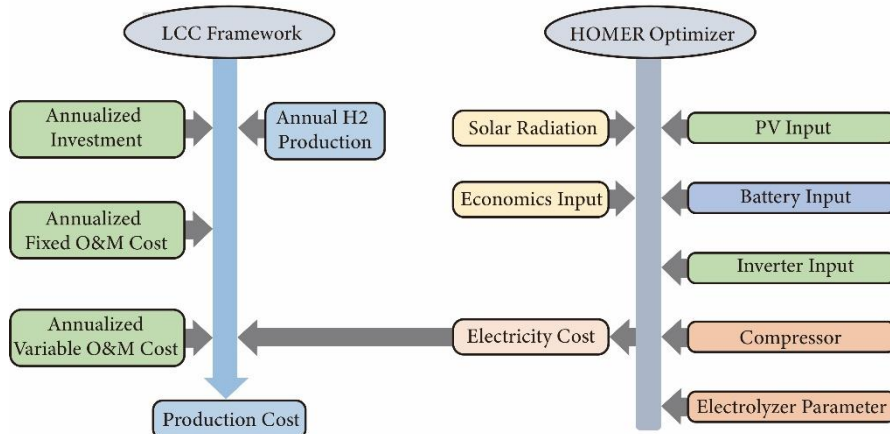 LCC Framework
Annualized
Investment
Annual H2
Production
Annualized
Fixed O&M Cost
Annualized
Variable O&M Cost
Production Cost
HOMER Optimizer
Solar Radiation
PV Input
Economics Input
Battery Input
Inverter Input
Electricity Cost
Compressor
Electrolyzer Parameter